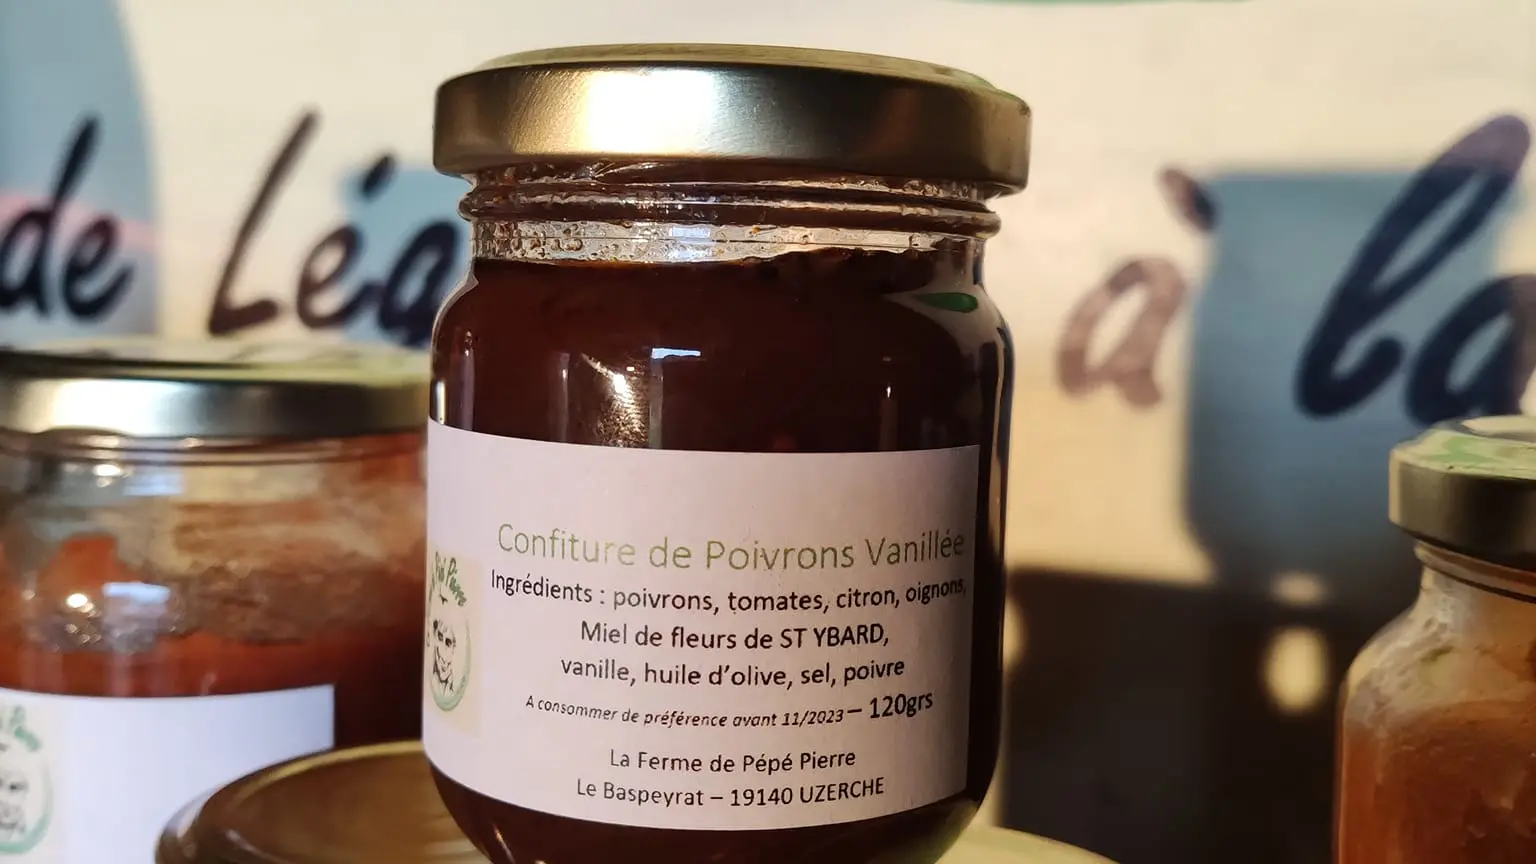 de Léa
à la
Confiture de Poivrons Vanillée
Ingrédients : poivrons, tomates, citron, oignons,
Miel de fleurs de ST YBARD,
vanille, huile d’olive, sel, poivre
A consommer de préférence avant 11/2023 – 120grs
La Ferme de Pépé Pierre
Le Baspeyrat – 19140 UZERCHE
Pierre